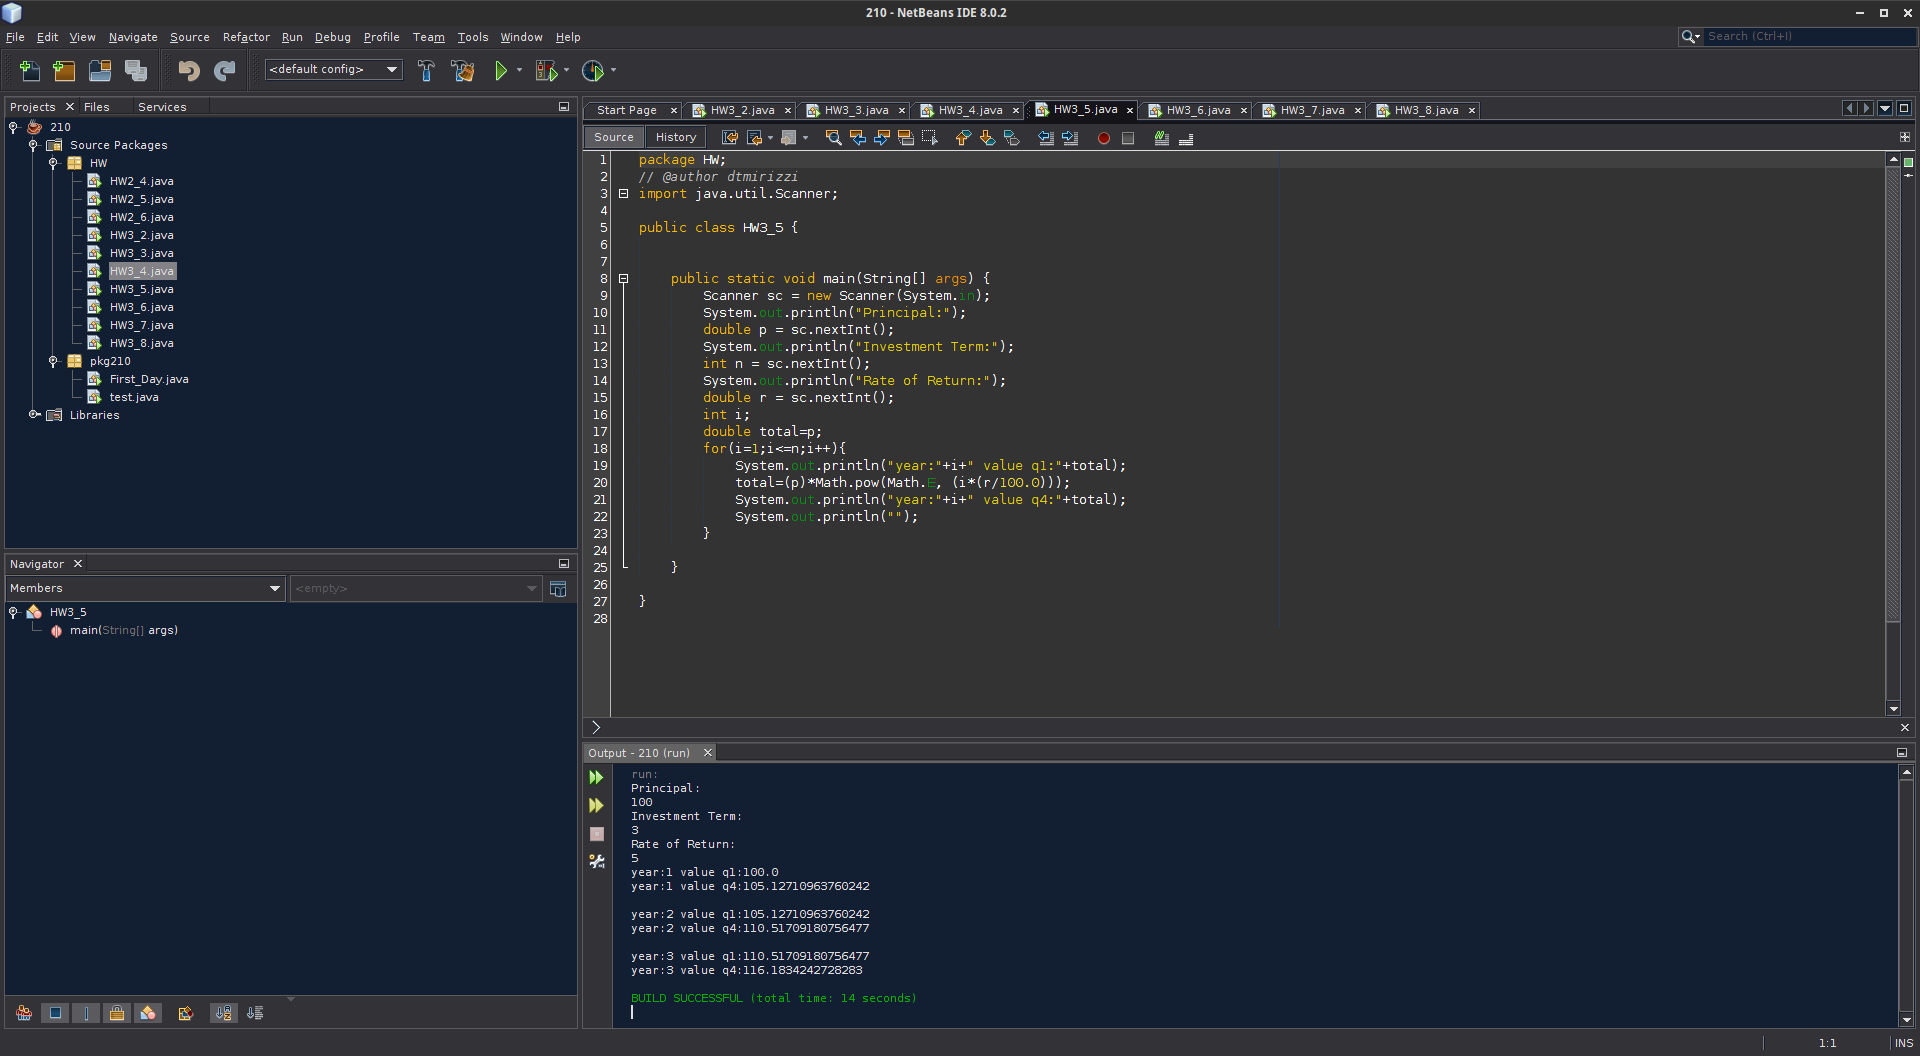 210 - NetBeans IDE 8.0.2
File Edit View Navigate Source Refactor Run Debug Profile Team Tools Window Help
Search (Ctrl+I)
<default config>
Projects Files Services
210
Source Packages
HW
HW2_4.java
HW2_5.java
HW2_6.java
HW3_2.java
HW3_3.java
HW3_4.java
HW3_5.java
HW3_6.java
HW3_7.java
HW3_8.java
pkg210
First_Day.java
test.java
Libraries
Navigator
Members
<empty>
HW3_5
main(String[] args)
Start Page HW3_2.java HW3_3.java HW3_4.java HW3_5.java HW3_6.java HW3_7.java HW3_8.java
Source History
1 package HW;
2 // @author dtmirizzi
3 import java.util.Scanner;
4
5 public class HW3_5 {
6
7
8 public static void main(String[] args) {
9 Scanner sc = new Scanner(System.in);
10 System.out.println("Principal:");
11 double p = sc.nextInt();
12 System.out.println("Investment Term:");
13 int n = sc.nextInt();
14 System.out.println("Rate of Return:");
15 double r = sc.nextInt();
16 int i;
17 double total=p;
18 for(i=1;i<=n;i++){
19 System.out.println("year:"+i+" value q1:"+total);
20 total=(p)*Math.pow(Math.E, (i*(r/100.0)));
21 System.out.println("year:"+i+" value q4:"+total);
22 System.out.println("");
23 }
24
25 }
26
27 }
28
Output - 210 (run)
run:
Principal:
100
Investment Term:
3
Rate of Return:
5
year:1 value q1:100.0
year:1 value q4:105.12710963760242
year:2 value q1:105.12710963760242
year:2 value q4:110.51709180756477
year:3 value q1:110.51709180756477
year:3 value q4:116.1834242728283
BUILD SUCCESSFUL (total time: 14 seconds)
1:1 INS